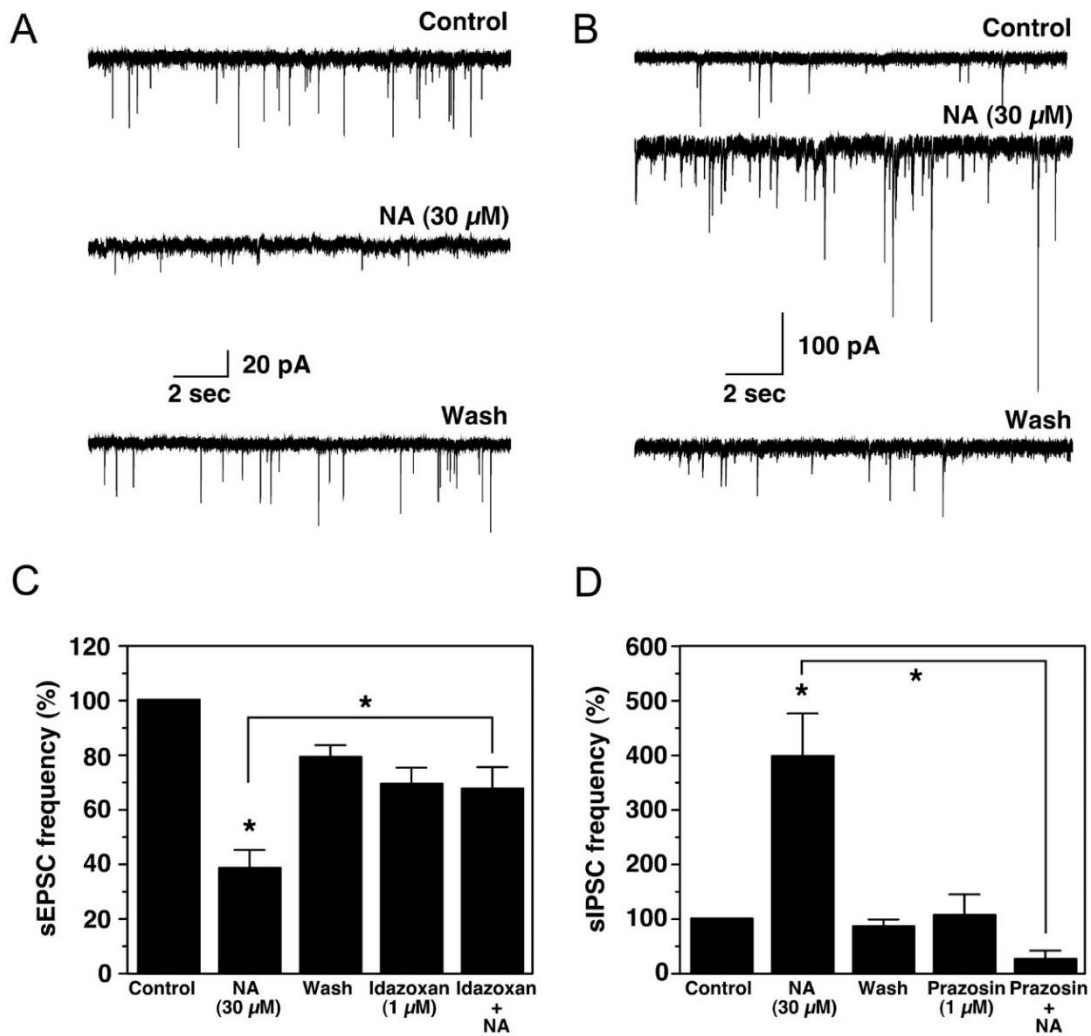 A
Control
NA (30 µM)
20 pA
2 sec
Wash
B
Control
NA (30 µM)
100 pA
2 sec
Wash
C
sEPSC frequency (%)
120
100
80
60
40
20
0
*
*
Control
NA
(30 µM)
Wash
Idazoxan
(1 µM)
Idazoxan
+
NA
D
sIPSC frequency (%)
600
500
400
300
200
100
0
*
*
Control
NA
(30 µM)
Wash
Prazosin
(1 µM)
Prazosin
+
NA